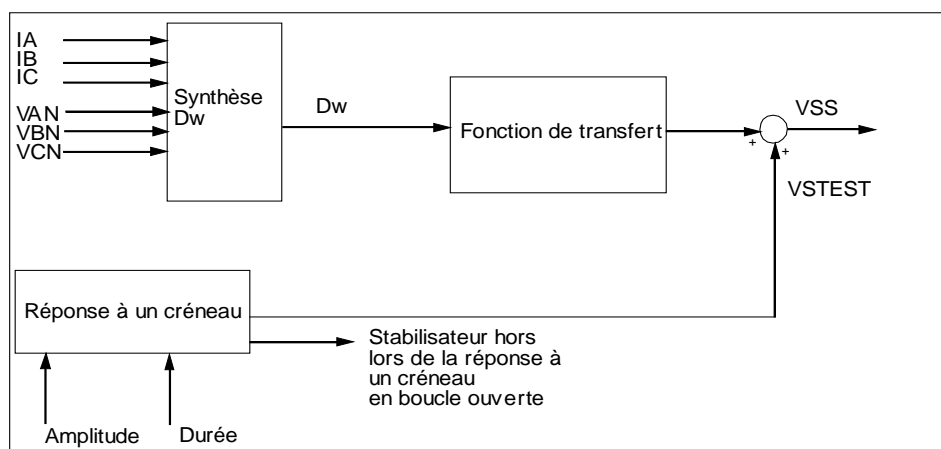 IA
IB
IC
VAN
VBN
VCN
Synthèse
Dw
Dw
Fonction de transfert
+
+
VSS
VSTEST
Réponse à un créneau
Stabilisateur hors
lors de la réponse à
un créneau
en boucle ouverte
Amplitude
Durée